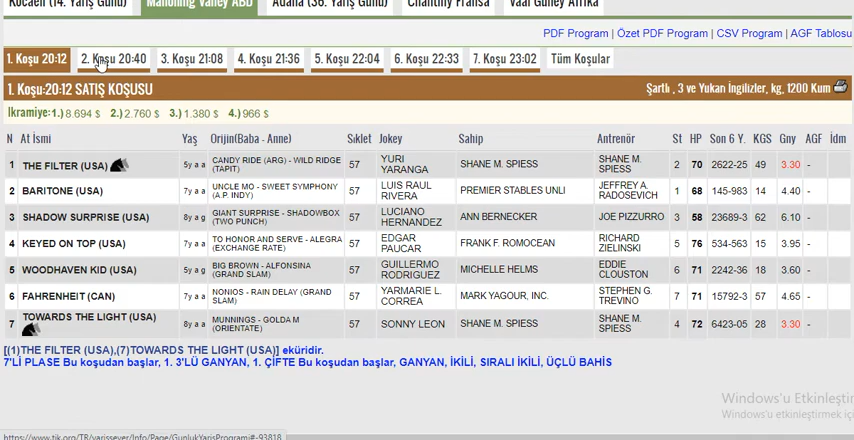 Kocaeli (14. Yarış Günü) Mahoning Valley ABD Adana (36. Yarış Günü) Chantilly Fransa Vaal Güney Afrika
PDF Program | Özet PDF Program | CSV Program | AGF Tablosu
1. Koşu 20:12 2. Koşu 20:40 3. Koşu 21:08 4. Koşu 21:36 5. Koşu 22:04 6. Koşu 22:33 7. Koşu 23:02 Tüm Koşular
1. Koşu:20:12 SATIŞ KOŞUSU Şartlı , 3 ve Yukarı İngilizler, kg, 1200 Kum
İkramiye:1.) 8.694 $ 2.) 2.760 $ 3.) 1.380 $ 4.) 966 $
N At İsmi Yaş Orijin(Baba - Anne) Sıklet Jokey Sahip Antrenör St HP Son 6 Y. KGS Gny AGF İdm
1 THE FILTER (USA) 5y a a CANDY RIDE (ARG) - WILD RIDGE (TAPIT) 57 YURI YARANGA SHANE M. SPIESS SHANE M. SPIESS 2 70 2622-25 49 3.30 -
2 BARITONE (USA) 7y a a UNCLE MO - SWEET SYMPHONY (A.P. INDY) 57 LUIS RAUL RIVERA PREMIER STABLES UNLI JEFFREY A. RADOSEVICH 1 68 145-983 14 4.40 -
3 SHADOW SURPRISE (USA) 8y a g GIANT SURPRISE - SHADOWBOX (TWO PUNCH) 57 LUCIANO HERNANDEZ ANN BERNECKER JOE PIZZURRO 3 58 23689-3 62 6.10 -
4 KEYED ON TOP (USA) 7y a a TO HONOR AND SERVE - ALEGRA (EXCHANGE RATE) 57 EDGAR PAUCAR FRANK F. ROMOCEAN RICHARD ZIELINSKI 5 76 534-563 15 3.95 -
5 WOODHAVEN KID (USA) 5y a g BIG BROWN - ALFONSINA (GRAND SLAM) 57 GUILLERMO RODRIGUEZ MICHELLE HELMS EDDIE CLOUSTON 6 71 2242-36 18 3.60 -
6 FAHRENHEIT (CAN) 7y a a NONIOS - RAIN DELAY (GRAND SLAM) 57 YARMARIE L. CORREA MARK YAGOUR, INC. STEPHEN G. TREVINO 7 71 15792-3 57 4.65 -
7 TOWARDS THE LIGHT (USA) 8y a a MUNNINGS - GOLDA M (ORIENTATE) 57 SONNY LEON SHANE M. SPIESS SHANE M. SPIESS 4 72 6423-05 28 3.30 -
[(1)THE FILTER (USA),(7)TOWARDS THE LIGHT (USA)] eküridir.
7'Lİ PLASE Bu koşudan başlar, 1. 3'LÜ GANYAN, 1. ÇİFTE Bu koşudan başlar, GANYAN, İKİLİ, SIRALI İKİLİ, ÜÇLÜ BAHİS
Windows'u Etkinleştir
Windows'u etkinleştirmek iç
https://www.tjk.org/TR/yarissever/Info/Page/GunlukYarisProgrami#-93818